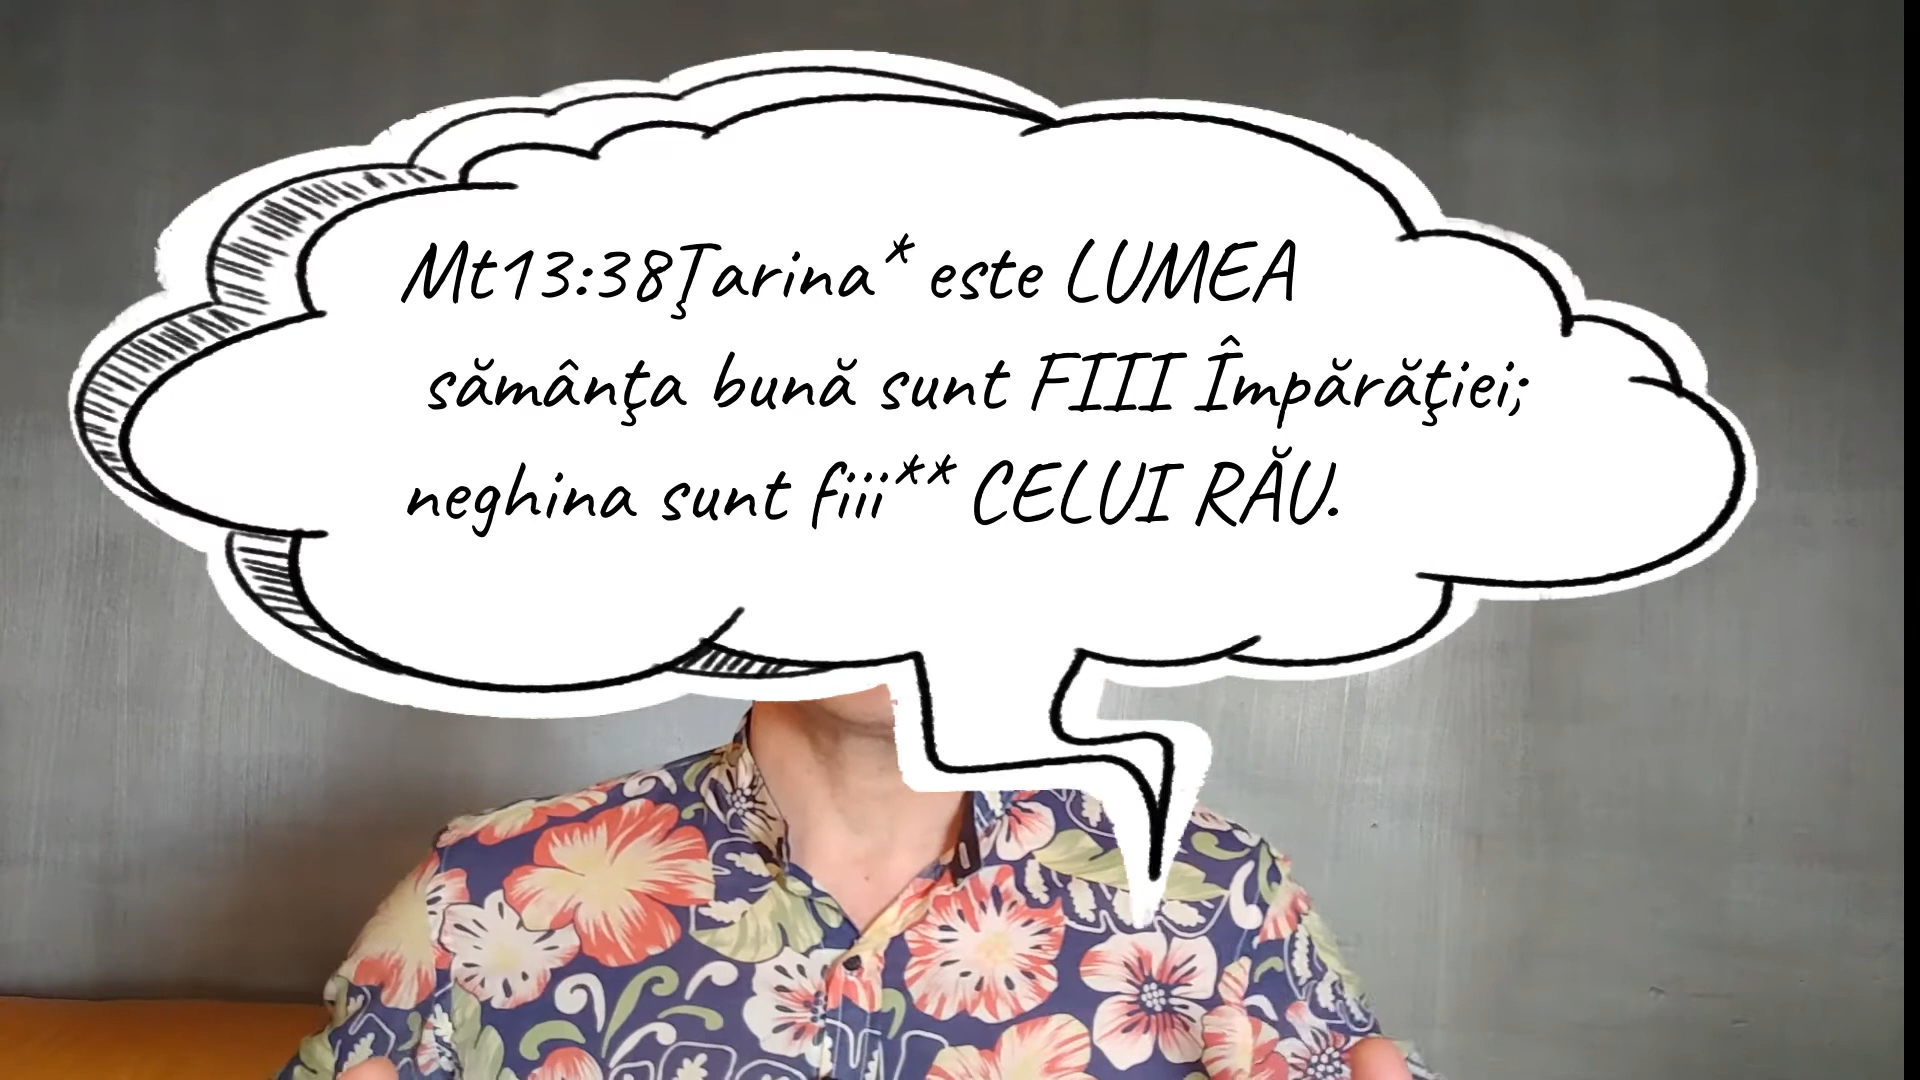 Mt13:38Ţarina* este LUMEA
sămânţa bună sunt FIII Împărăţiei;
neghina sunt fiii** CELUI RĂU.